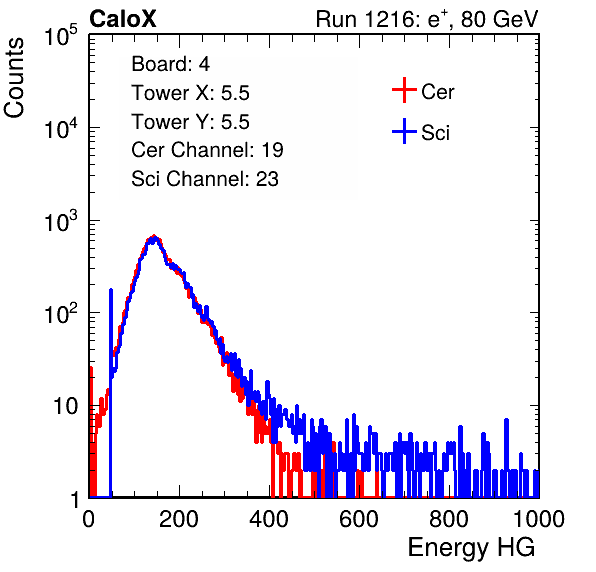 CaloX Run 1216: e⁺, 80 GeV
Counts
10⁵
10⁴
10³
10²
10
1
Board: 4
Tower X: 5.5
Tower Y: 5.5
Cer Channel: 19
Sci Channel: 23
Cer
Sci
0 200 400 600 800 1000
Energy HG